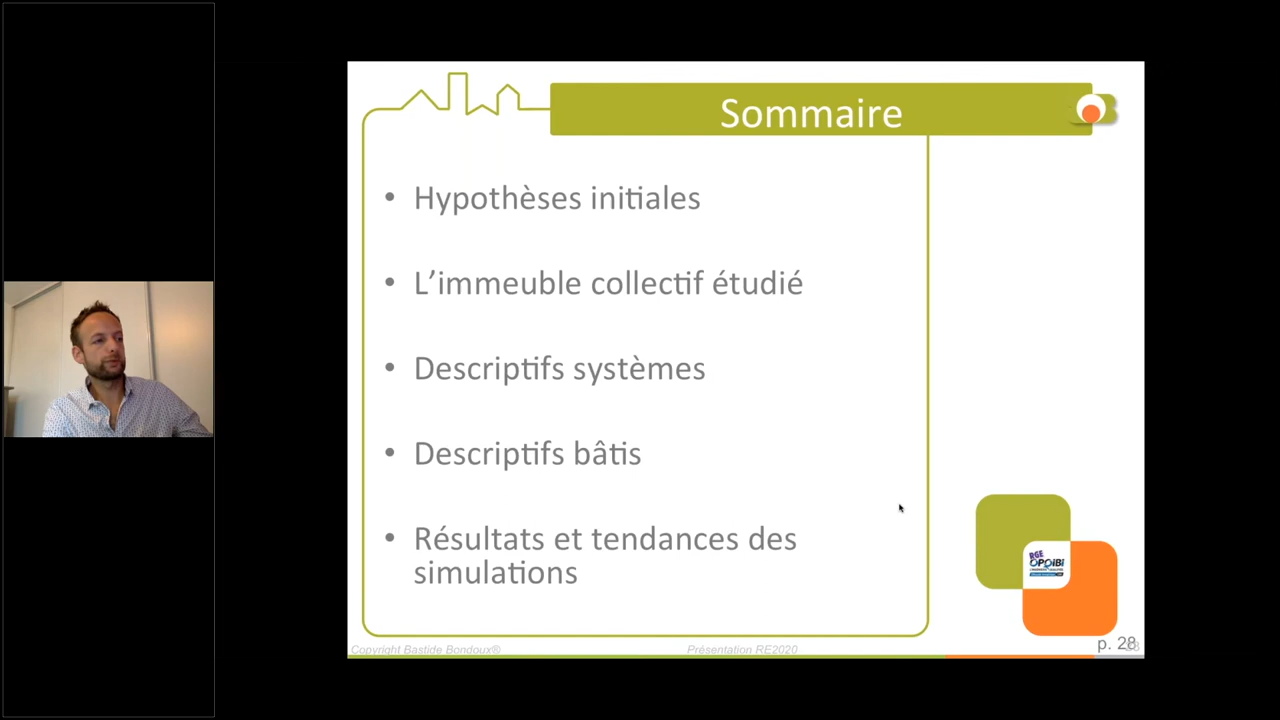 Sommaire
• Hypothèses initiales
• L’immeuble collectif étudié
• Descriptifs systèmes
• Descriptifs bâtis
• Résultats et tendances des
simulations
RGE
OPQIBI
Copyright Bastide Bondoux®
Présentation RE2020
p. 28